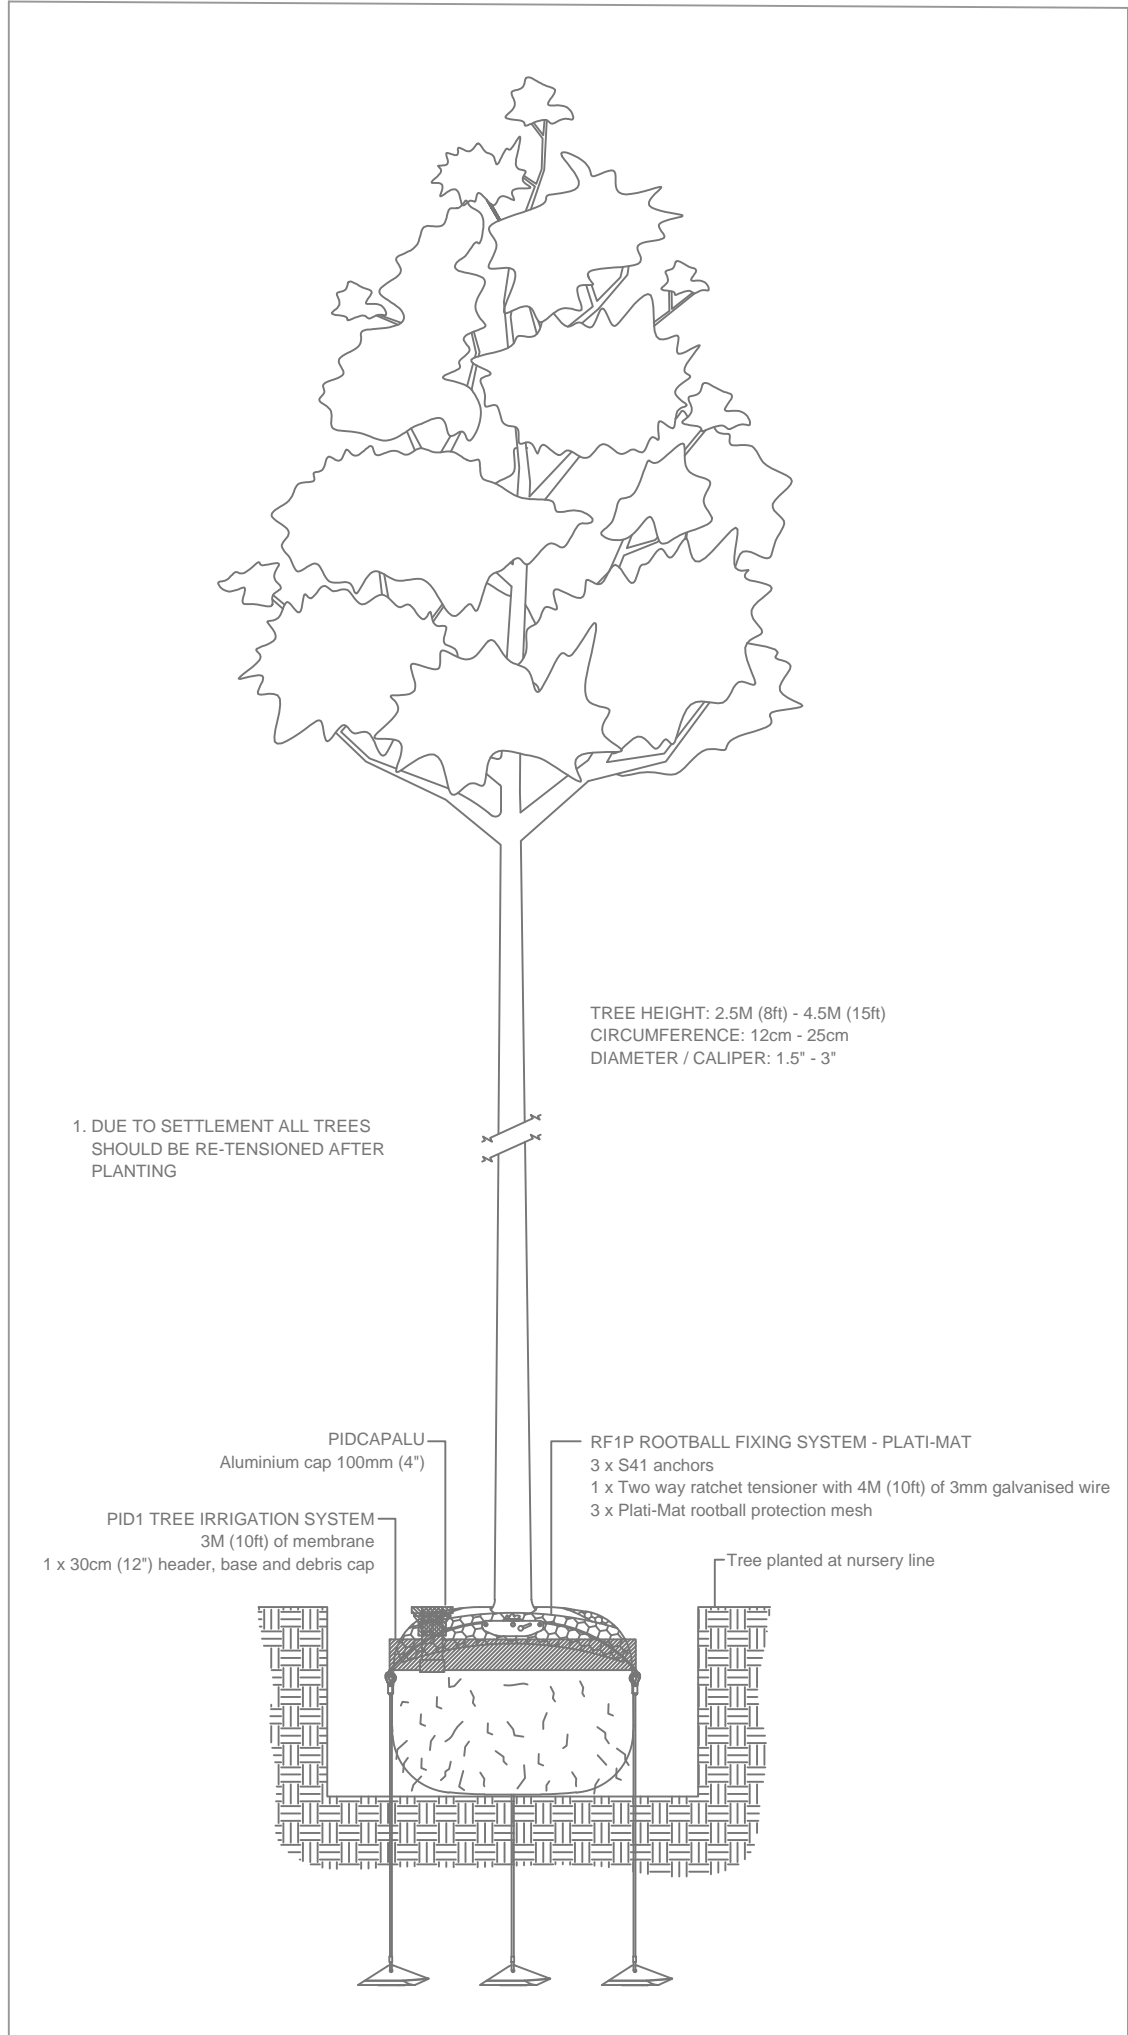 TREE HEIGHT: 2.5M (8ft) - 4.5M (15ft)
CIRCUMFERENCE: 12cm - 25cm
DIAMETER / CALIPER: 1.5" - 3"
1. DUE TO SETTLEMENT ALL TREES
SHOULD BE RE-TENSIONED AFTER
PLANTING
PIDCAPALU
Aluminium cap 100mm (4")
RF1P ROOTBALL FIXING SYSTEM - PLATI-MAT
3 x S41 anchors
1 x Two way ratchet tensioner with 4M (10ft) of 3mm galvanised wire
3 x Plati-Mat rootball protection mesh
PID1 TREE IRRIGATION SYSTEM
3M (10ft) of membrane
1 x 30cm (12") header, base and debris cap
Tree planted at nursery line